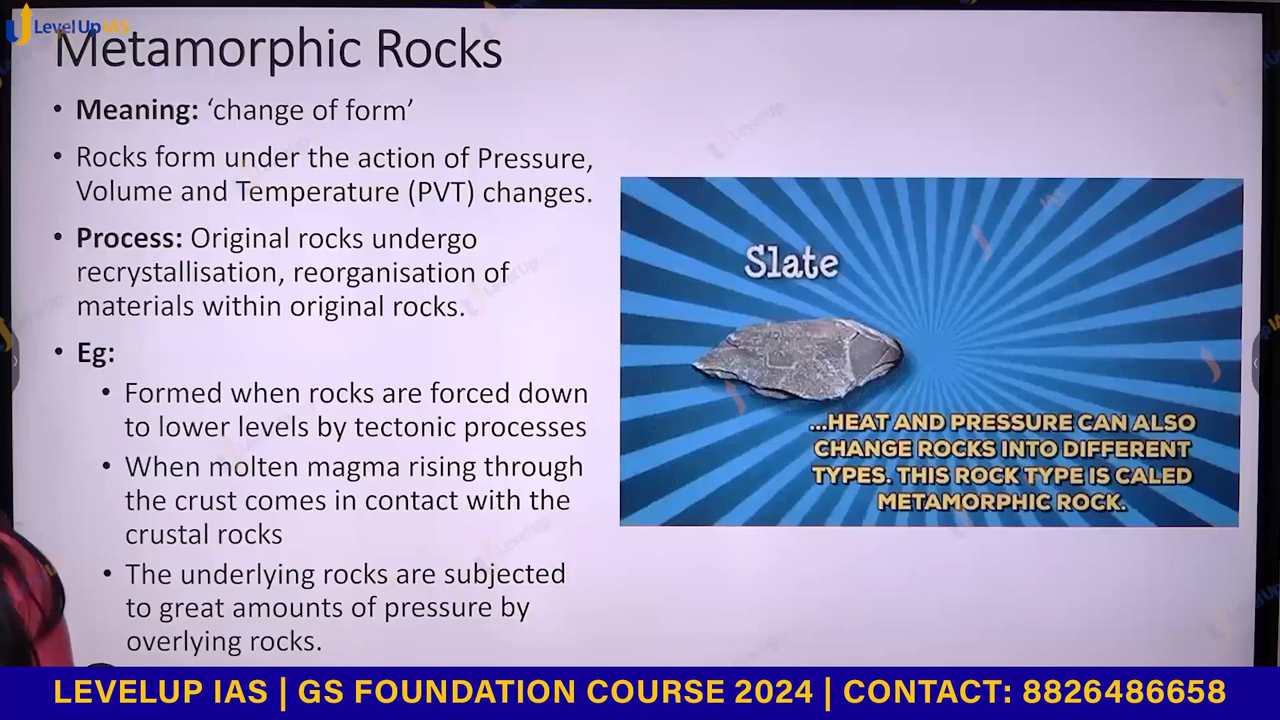 LevelUp IAS
Metamorphic Rocks
• Meaning: ‘change of form’
• Rocks form under the action of Pressure,
Volume and Temperature (PVT) changes.
• Process: Original rocks undergo
recrystallisation, reorganisation of
materials within original rocks.
• Eg:
• Formed when rocks are forced down
to lower levels by tectonic processes
• When molten magma rising through
the crust comes in contact with the
crustal rocks
• The underlying rocks are subjected
to great amounts of pressure by
overlying rocks.
Slate
...HEAT AND PRESSURE CAN ALSO
CHANGE ROCKS INTO DIFFERENT
TYPES. THIS ROCK TYPE IS CALED
METAMORPHIC ROCK.
LEVELUP IAS | GS FOUNDATION COURSE 2024 | CONTACT: 8826486658